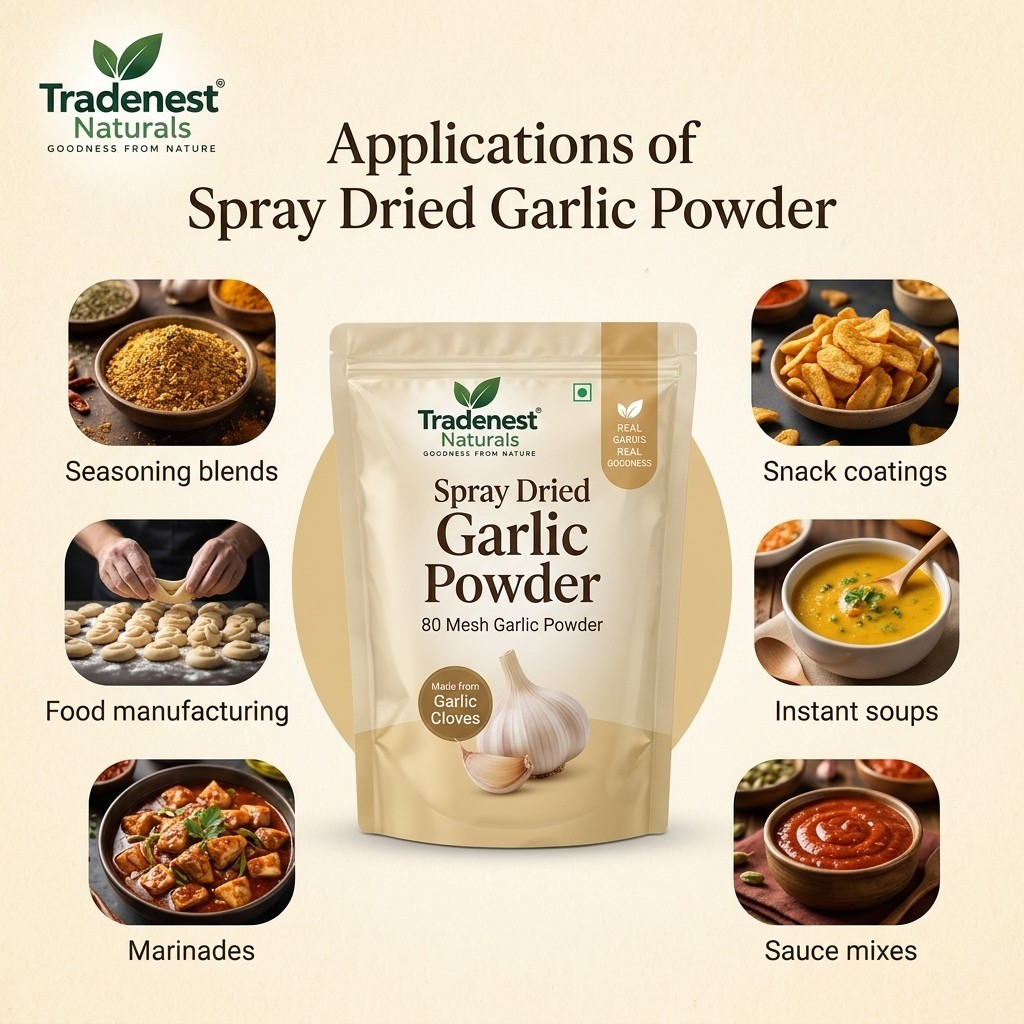 Tradenest®
Naturals
GOODNESS FROM NATURE
Applications of
Spray Dried Garlic Powder
Seasoning blends
Food manufacturing
Marinades
Tradenest®
Naturals
GOODNESS FROM NATURE
REAL
GARDIS
REAL
GOODNESS
Spray Dried
Garlic
Powder
80 Mesh Garlic Powder
Made from
Garlic
Cloves
Snack coatings
Instant soups
Sauce mixes